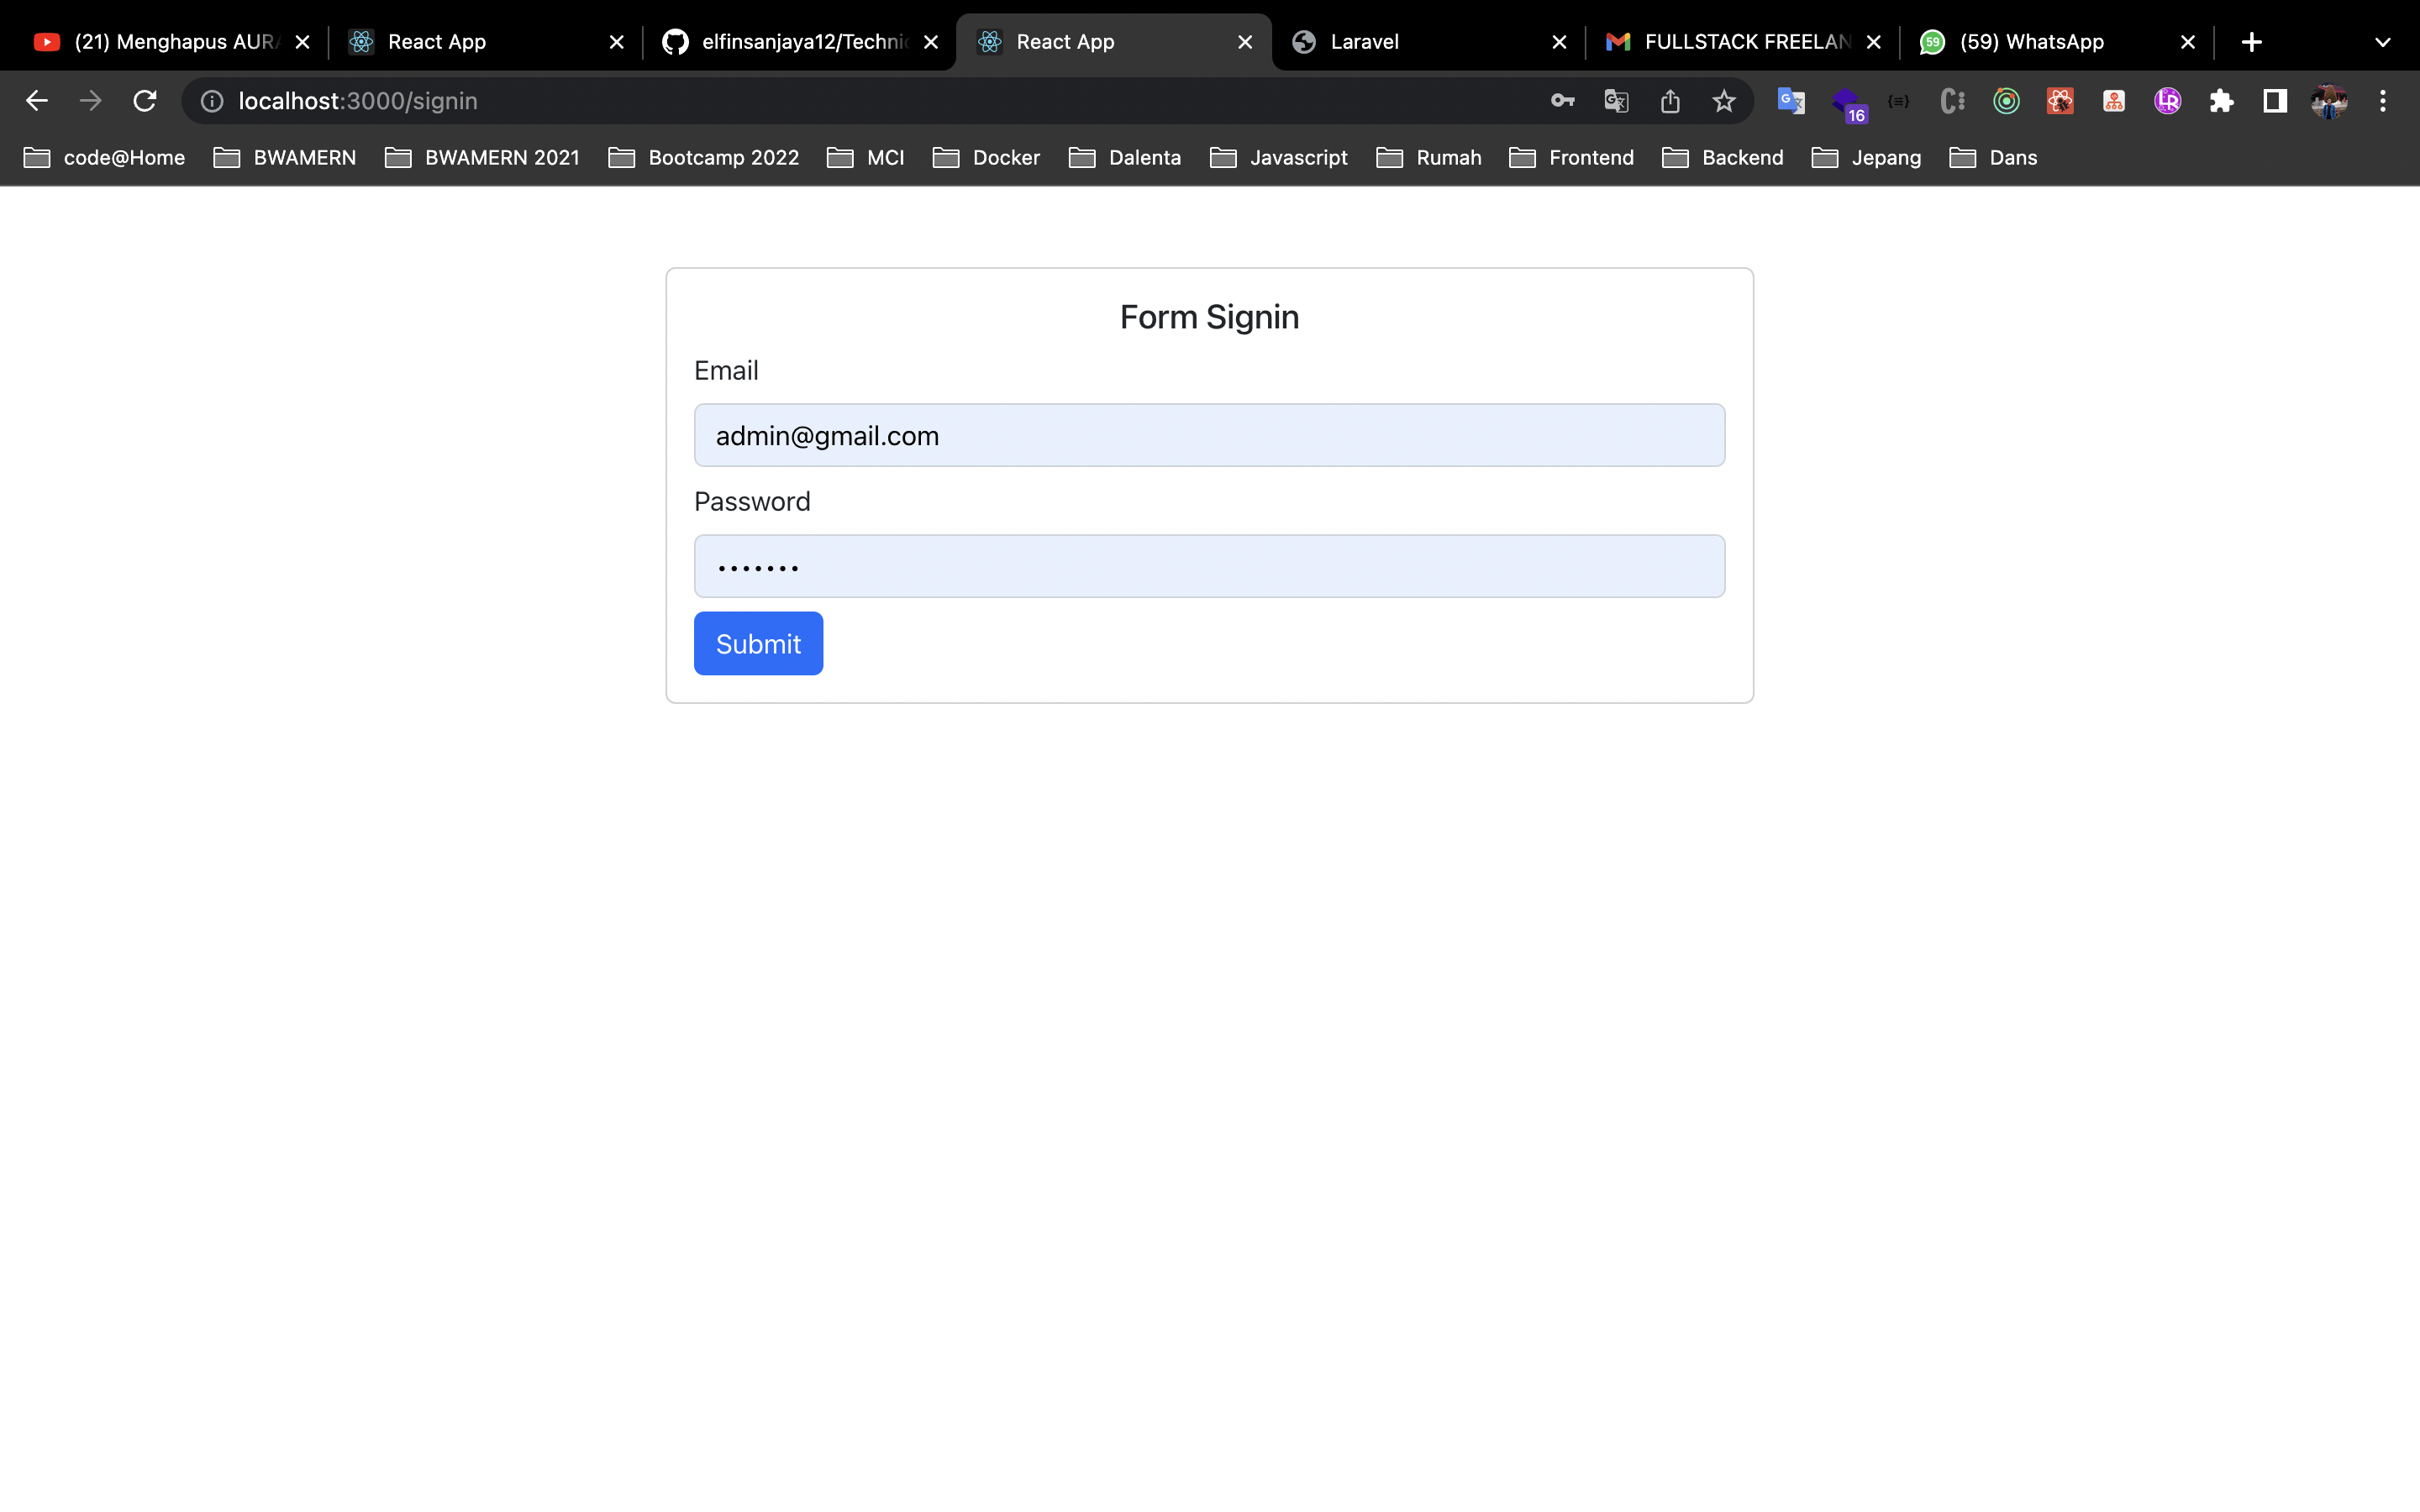 (21) Menghapus AURA
React App
elfinsanjaya12/Technic
React App
Laravel
FULLSTACK FREELAN
59
(59) WhatsApp
localhost:3000/signin
16
code@Home
BWAMERN
BWAMERN 2021
Bootcamp 2022
MCI
Docker
Dalenta
Javascript
Rumah
Frontend
Backend
Jepang
Dans
Form Signin
Email
admin@gmail.com
Password
•••••••
Submit